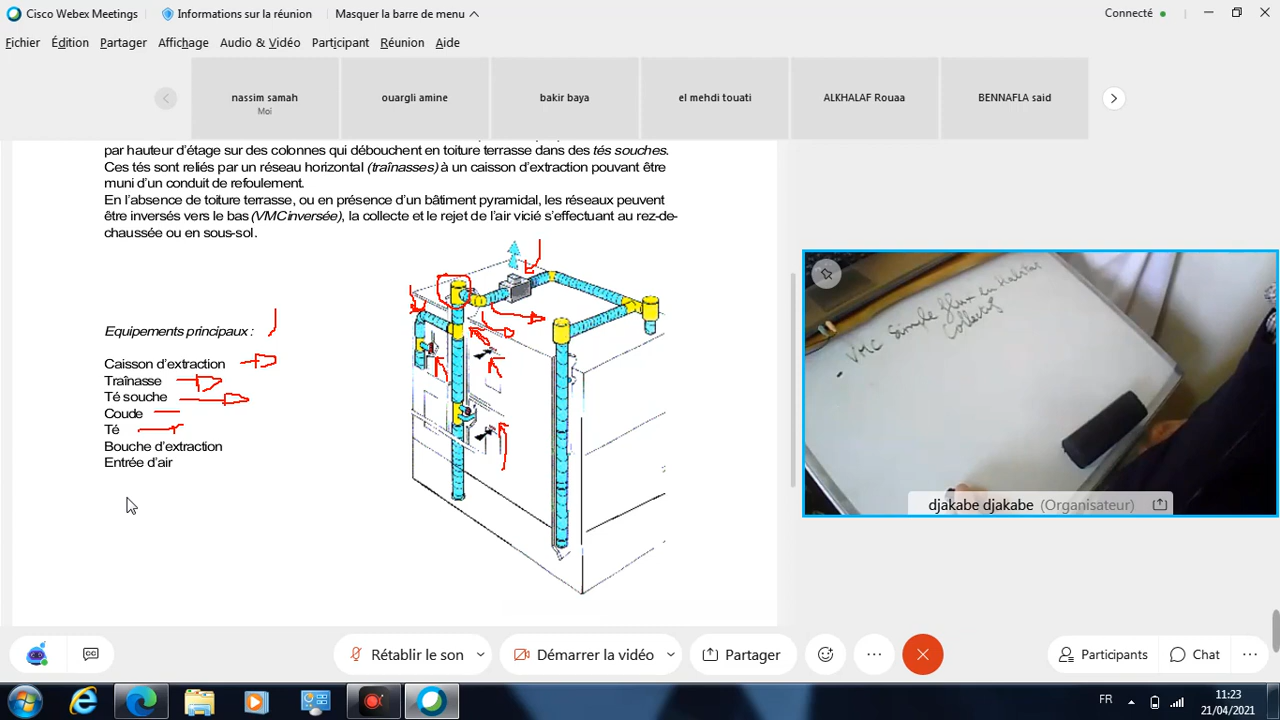 Cisco Webex Meetings
Informations sur la réunion
Masquer la barre de menu
Connecté
Fichier Édition Partager Affichage Audio & Vidéo Participant Réunion Aide
nassim samah
Moi
ouargli amine
bakir baya
el mehdi touati
ALKHALAF Rouaa
BENNAFLA said
par hauteur d'étage sur des colonnes qui débouchent en toiture terrasse dans des tés souches.
Ces tés sont reliés par un réseau horizontal (traînasses) à un caisson d'extraction pouvant être
muni d'un conduit de refoulement.
En l'absence de toiture terrasse, ou en présence d'un bâtiment pyramidal, les réseaux peuvent
être inversés vers le bas (VMC inversée), la collecte et le rejet de l'air vicié s'effectuant au rez-de-
chaussée ou en sous-sol.
Equipements principaux :
Caisson d'extraction
Traînasse
Té souche
Coude
Té
Bouche d'extraction
Entrée d'air
- VMC Simple flux en habitat
collectif
djakabe djakabe (Organisateur)
Rétablir le son
Démarrer la vidéo
Partager
Participants
Chat
FR
11:23
21/04/2021